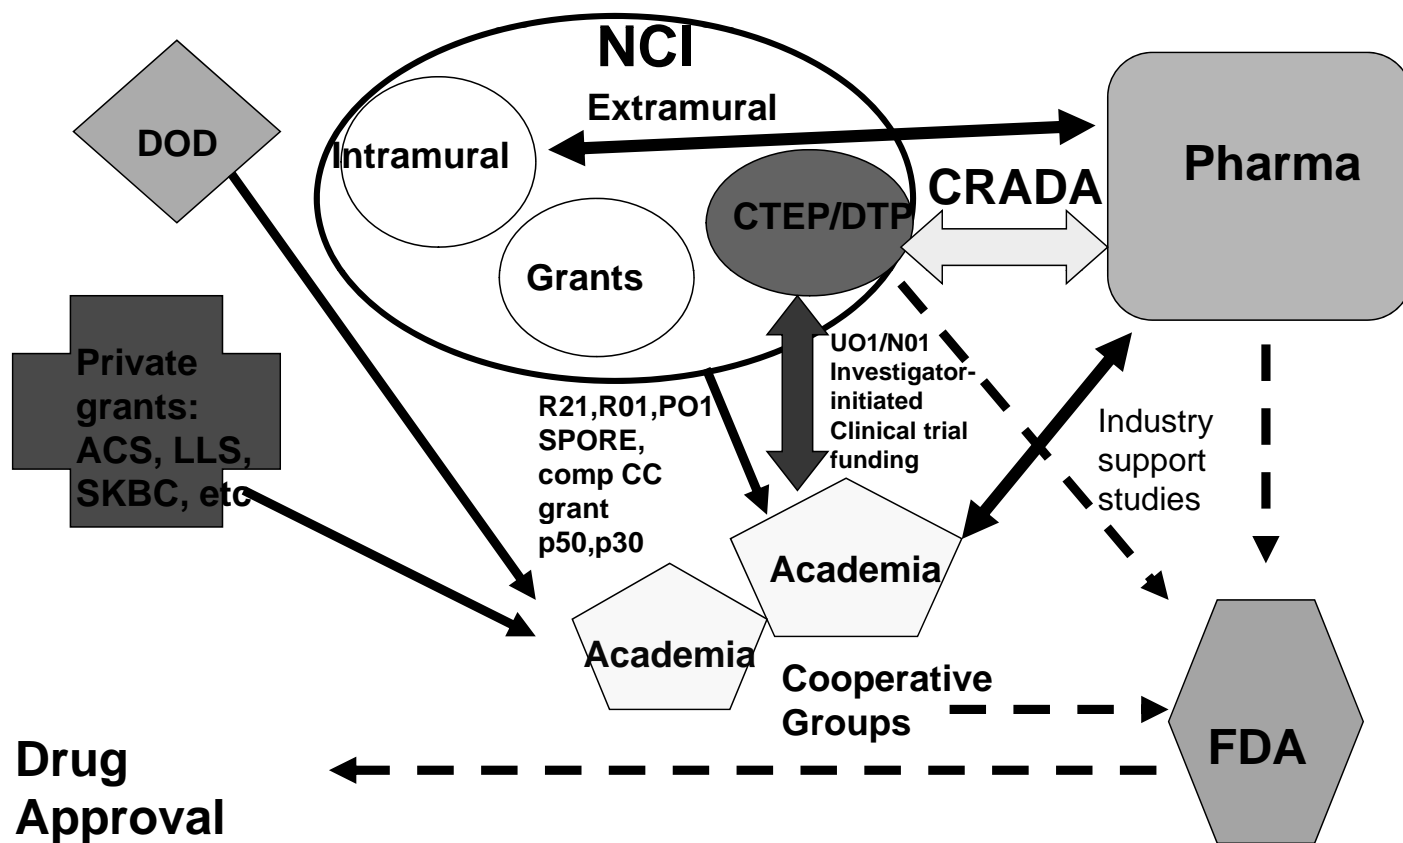 NCI
Extramural
DOD
Intramural
Pharma
CRADA
CTEP/DTP
Grants
Private
grants:
ACS, LLS,
SKBC, etc
R21,R01,PO1
SPORE,
comp CC
grant
p50,p30
UO1/N01
Investigator-
initiated
Clinical trial
funding
Industry
support
studies
Academia
Academia
Cooperative
Groups
FDA
Drug
Approval